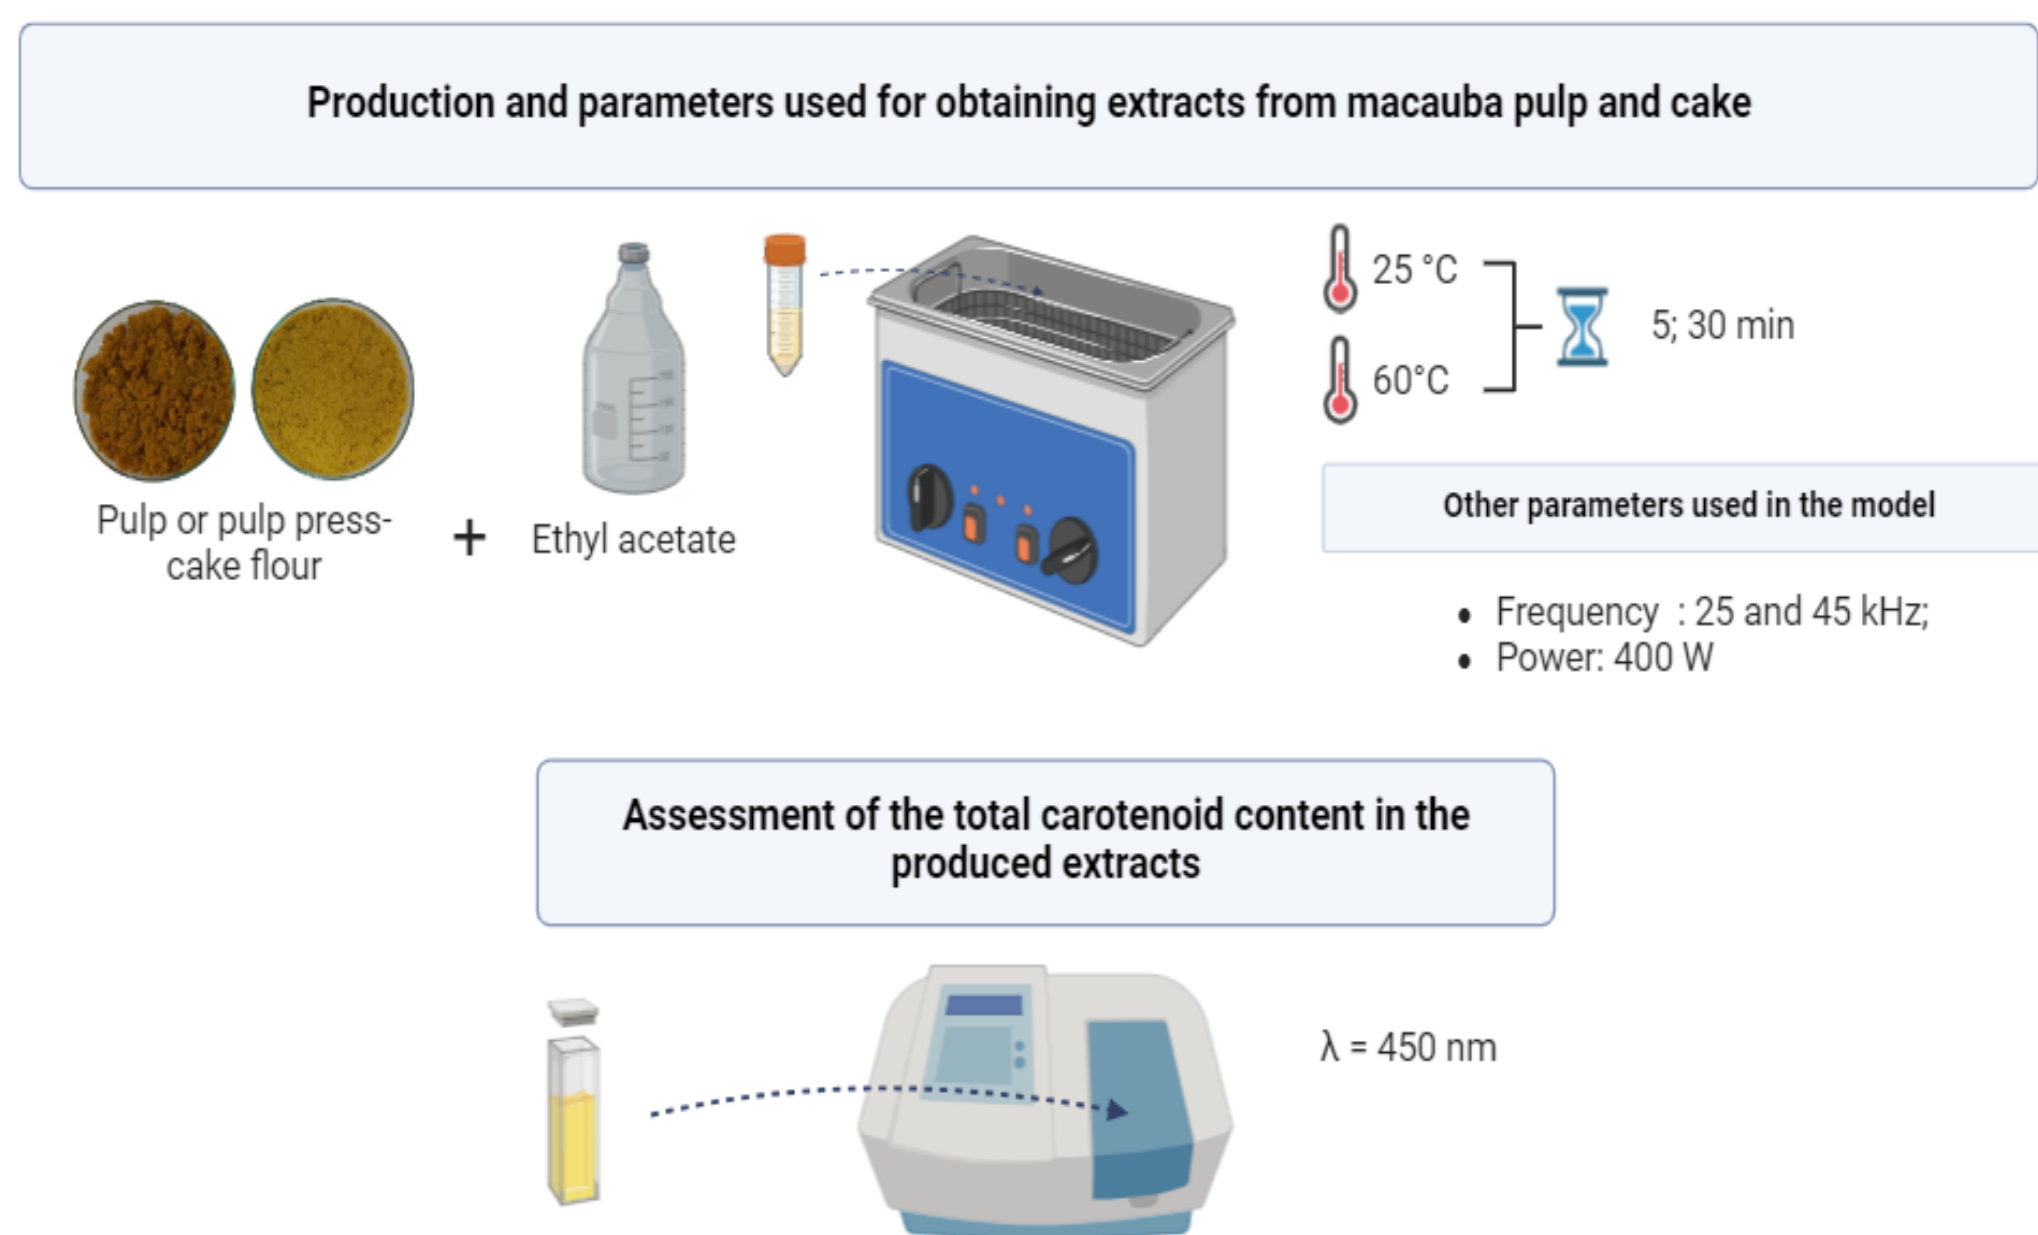 Production and parameters used for obtaining extracts from macauba pulp and cake
25 °C
60°C
5; 30 min
Pulp or pulp press-
cake flour
+
Ethyl acetate
Other parameters used in the model
• Frequency : 25 and 45 kHz;
• Power: 400 W
Assessment of the total carotenoid content in the
produced extracts
λ = 450 nm